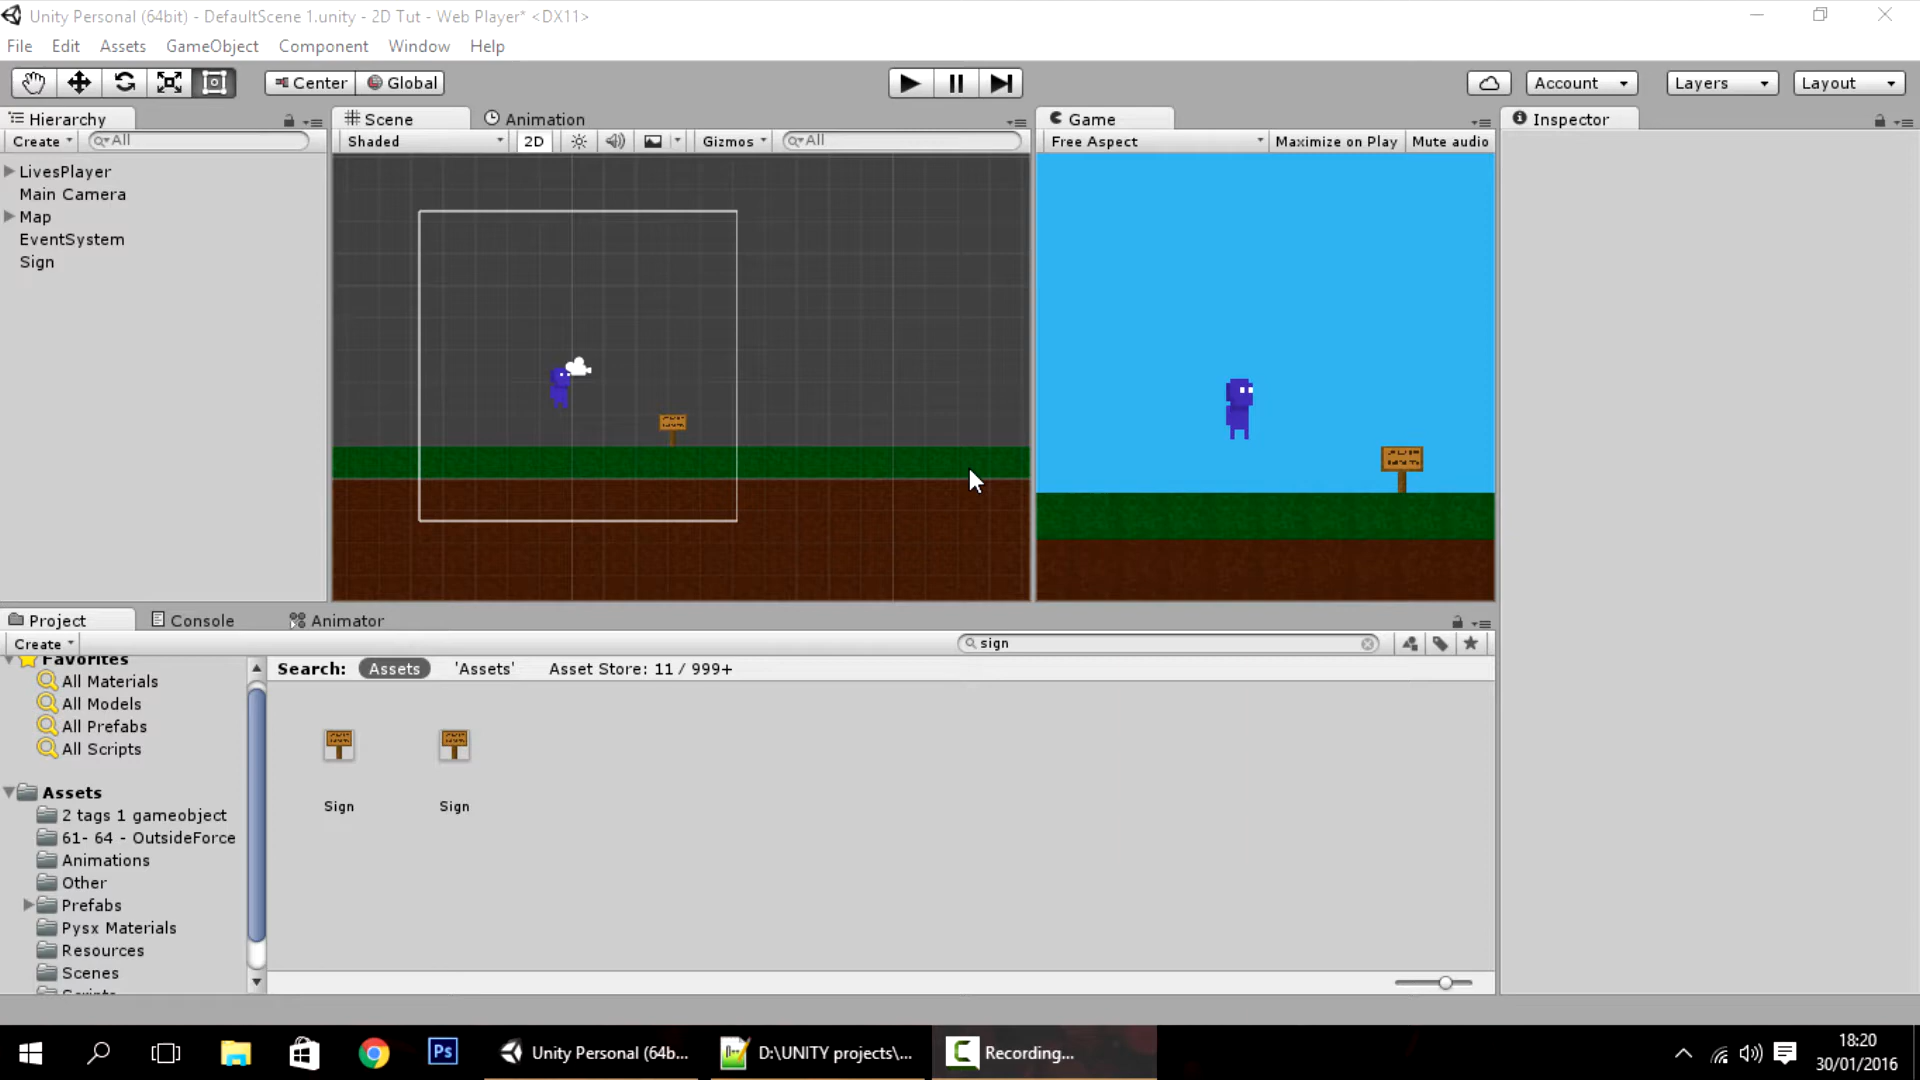 Unity Personal (64bit) - DefaultScene 1.unity - 2D Tut - Web Player* <DX11>
File Edit Assets GameObject Component Window Help
Center Global Account Layers Layout
Hierarchy Scene Animation Game Inspector
Create All Shaded 2D Gizmos All Free Aspect Maximize on Play Mute audio
LivesPlayer
Main Camera
Map
EventSystem
Sign
Project Console Animator
Create sign
Favorites
Search: Assets 'Assets' Asset Store: 11 / 999+
All Materials
All Models
All Prefabs
All Scripts
Assets
2 tags 1 gameobject
61- 64 - OutsideForce
Animations
Other
Prefabs
Pysx Materials
Resources
Scenes
Sign Sign
Ps Unity Personal (64b... D:\UNITY projects\... Recording...
18:20
30/01/2016